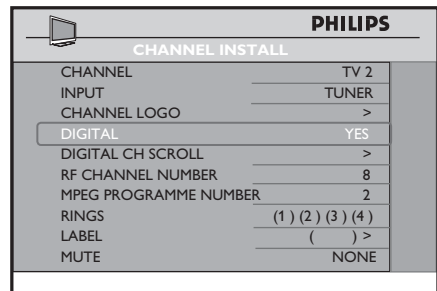 PHILIPS
CHANNEL INSTALL
CHANNEL TV 2
INPUT TUNER
CHANNEL LOGO >
DIGITAL YES
DIGITAL CH SCROLL >
RF CHANNEL NUMBER 8
MPEG PROGRAMME NUMBER 2
RINGS (1 ) (2 ) (3 ) (4 )
LABEL ( ) >
MUTE NONE